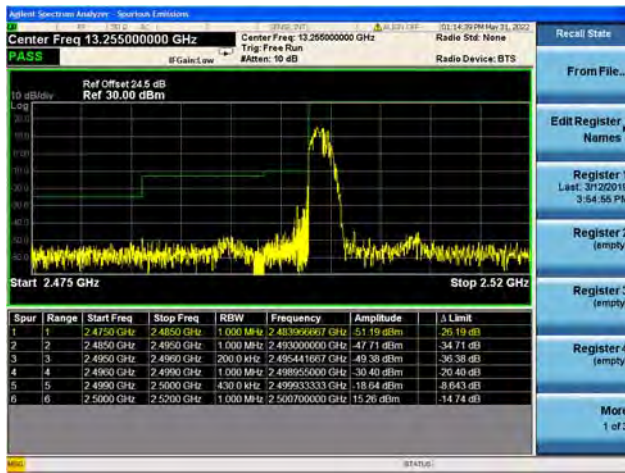 Agilent Spectrum Analyzer - Spurious Emissions
RF 50 Ω AC SENSE:INT ALIGN OFF 01:14:39 PM May 31, 2022
Center Freq 13.255000000 GHz Center Freq: 13.255000000 GHz Radio Std: None
Trig: Free Run
PASS IFGain:Low #Atten: 10 dB Radio Device: BTS
Ref Offset 24.5 dB
10 dB/div Ref 30.00 dBm
Log
Start 2.475 GHz Stop 2.52 GHz
Spur Range Start Freq Stop Freq RBW Frequency Amplitude Δ Limit
1 1 2.4750 GHz 2.4850 GHz 1.000 MHz 2.483966667 GHz -51.19 dBm -26.19 dB
2 2 2.4850 GHz 2.4950 GHz 1.000 MHz 2.493000000 GHz -47.71 dBm -34.71 dB
3 3 2.4950 GHz 2.4960 GHz 200.0 kHz 2.495441667 GHz -49.38 dBm -36.38 dB
4 4 2.4960 GHz 2.4990 GHz 1.000 MHz 2.498955000 GHz -30.40 dBm -20.40 dB
5 5 2.4990 GHz 2.5000 GHz 430.0 kHz 2.499933333 GHz -18.64 dBm -8.643 dB
6 6 2.5000 GHz 2.5200 GHz 1.000 MHz 2.500700000 GHz 15.26 dBm -14.74 dB
MSG STATUS
Recall State
From File..
Edit Register
Names
Register
Last: 3/12/2019
3:54:55 PM
Register 2
(empty
Register 3
(empty
Register 4
(empty
More
1 of